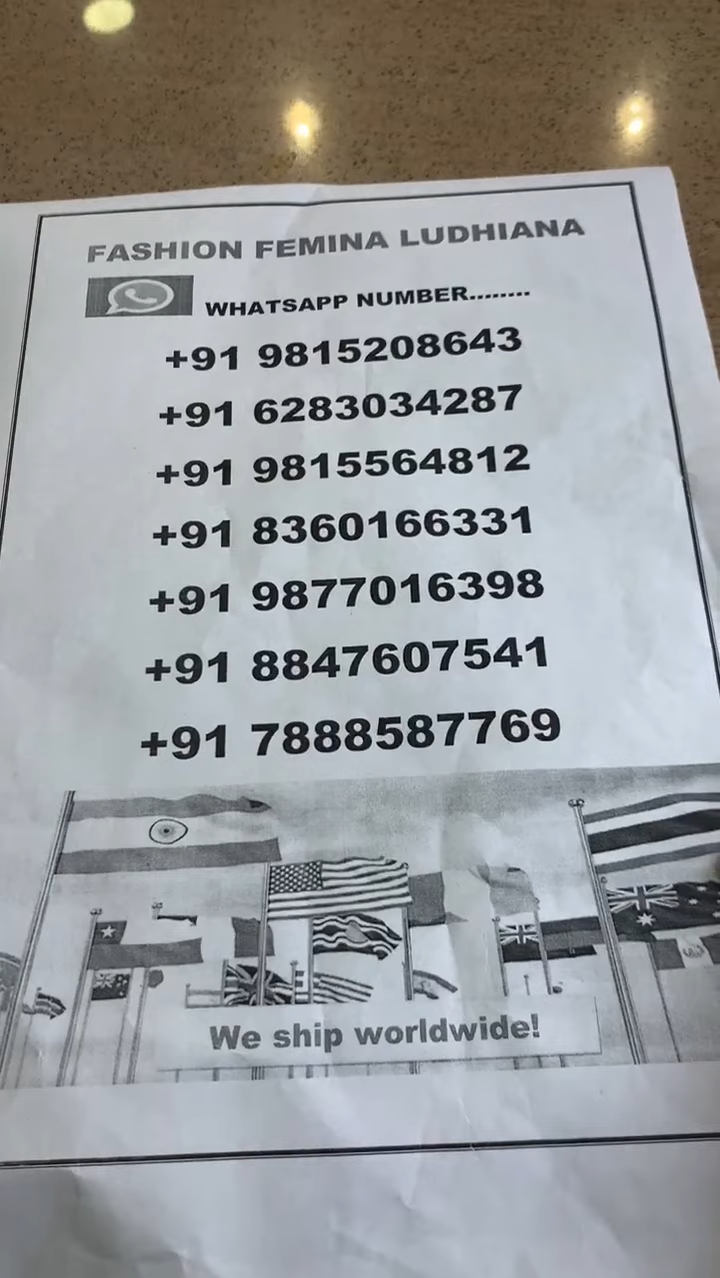 FASHION FEMINA LUDHIANA
WHATSAPP NUMBER........
+91 9815208643
+91 6283034287
+91 9815564812
+91 8360166331
+91 9877016398
+91 8847607541
+91 7888587769
We ship worldwide!